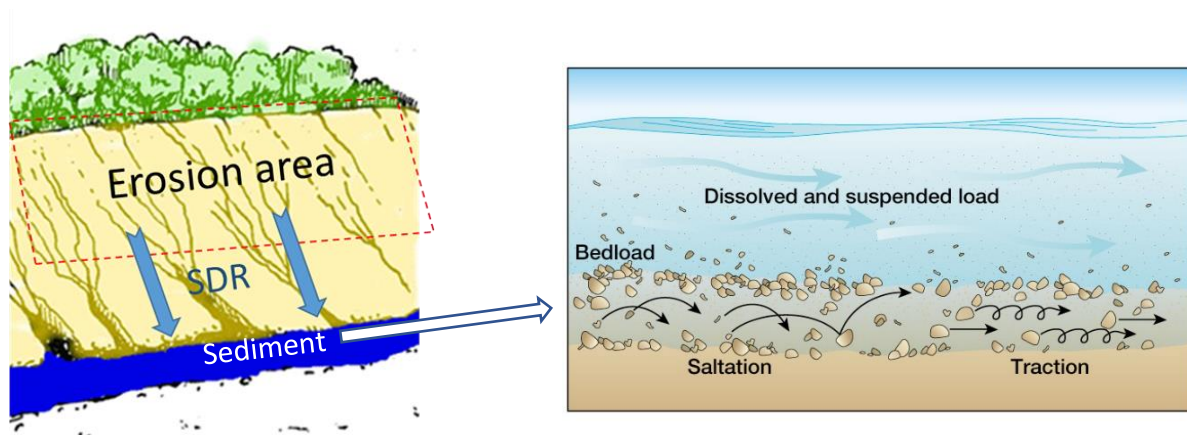 Erosion area
SDR
Sediment
Dissolved and suspended load
Bedload
Saltation
Traction